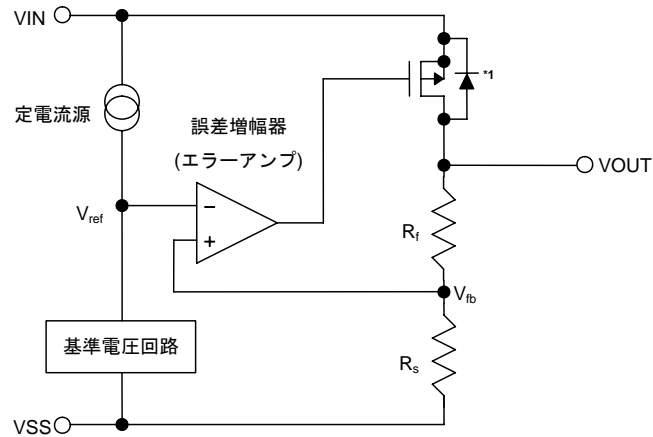 VIN
*1
定電流源
誤差増幅器
(エラーアンプ)
VOUT
Vref
−
+
Rf
Vfb
基準電圧回路
Rs
VSS